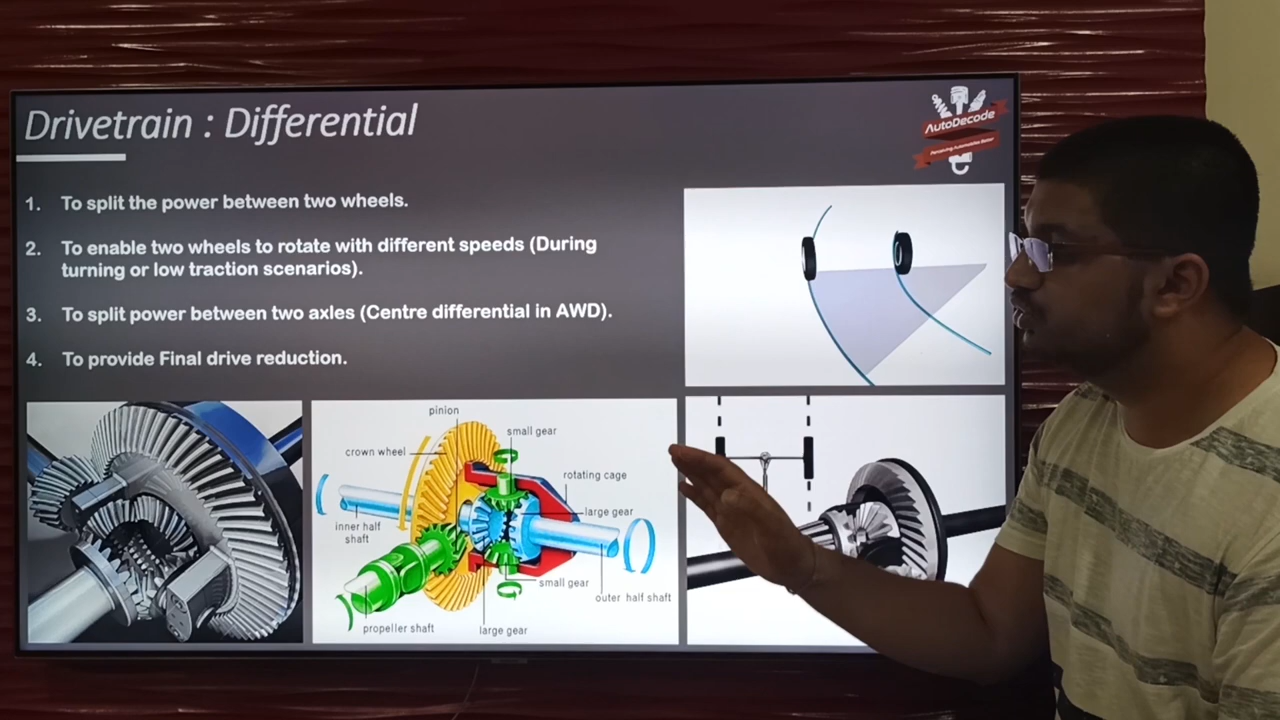 Drivetrain : Differential
AutoDecode
Perceiving Automobiles Better
1. To split the power between two wheels.
2. To enable two wheels to rotate with different speeds (During
turning or low traction scenarios).
3. To split power between two axles (Centre differential in AWD).
4. To provide Final drive reduction.
pinion
small gear
crown wheel
rotating cage
large gear
inner half
shaft
small gear
outer half shaft
propeller shaft
large gear